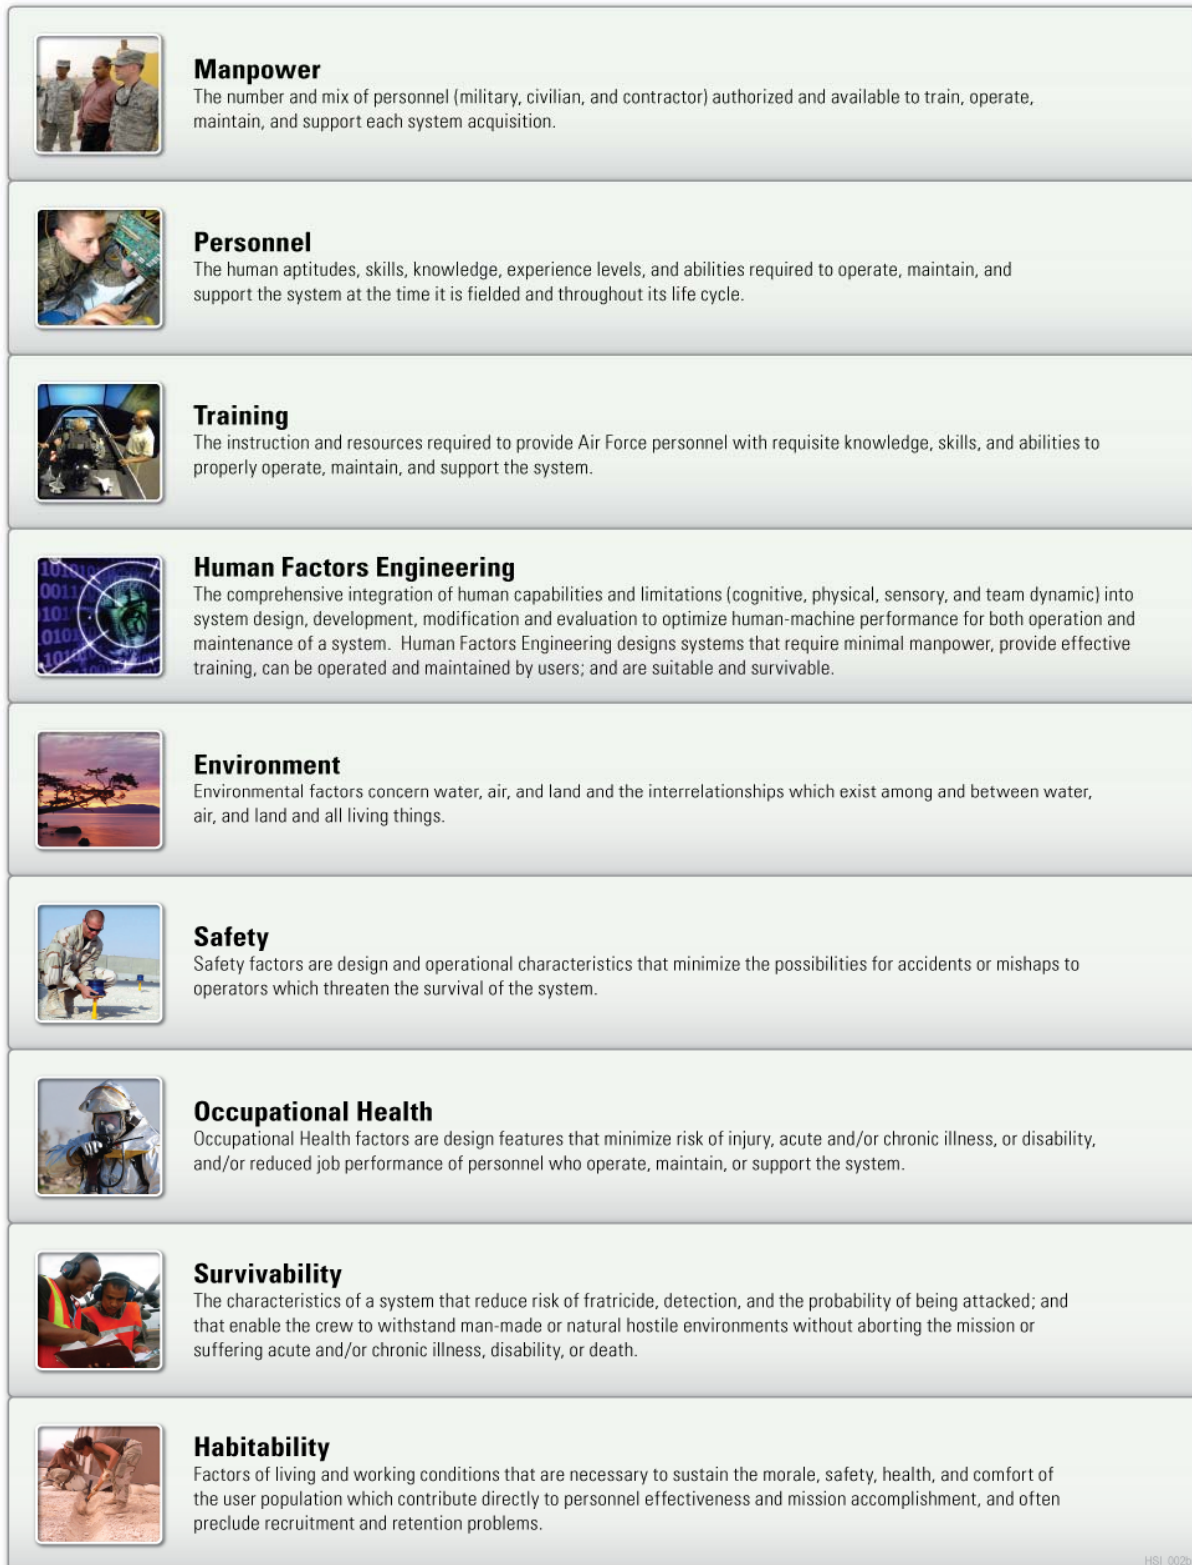 Manpower
The number and mix of personnel (military, civilian, and contractor) authorized and available to train, operate,
maintain, and support each system acquisition.
Personnel
The human aptitudes, skills, knowledge, experience levels, and abilities required to operate, maintain, and
support the system at the time it is fielded and throughout its life cycle.
Training
The instruction and resources required to provide Air Force personnel with requisite knowledge, skills, and abilities to
properly operate, maintain, and support the system.
Human Factors Engineering
The comprehensive integration of human capabilities and limitations (cognitive, physical, sensory, and team dynamic) into
system design, development, modification and evaluation to optimize human-machine performance for both operation and
maintenance of a system. Human Factors Engineering designs systems that require minimal manpower, provide effective
training, can be operated and maintained by users; and are suitable and survivable.
Environment
Environmental factors concern water, air, and land and the interrelationships which exist among and between water,
air, and land and all living things.
Safety
Safety factors are design and operational characteristics that minimize the possibilities for accidents or mishaps to
operators which threaten the survival of the system.
Occupational Health
Occupational Health factors are design features that minimize risk of injury, acute and/or chronic illness, or disability,
and/or reduced job performance of personnel who operate, maintain, or support the system.
Survivability
The characteristics of a system that reduce risk of fratricide, detection, and the probability of being attacked; and
that enable the crew to withstand man-made or natural hostile environments without aborting the mission or
suffering acute and/or chronic illness, disability, or death.
Habitability
Factors of living and working conditions that are necessary to sustain the morale, safety, health, and comfort of
the user population which contribute directly to personnel effectiveness and mission accomplishment, and often
preclude recruitment and retention problems.